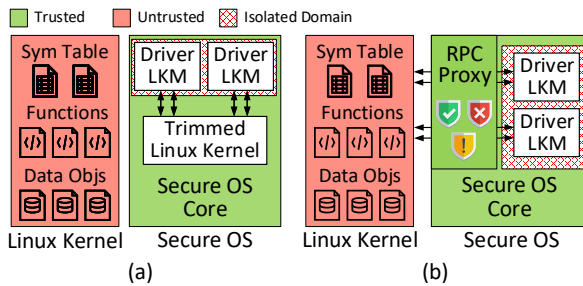 Trusted Untrusted Isolated Domain
Sym Table
Functions
</>
</>
</>
Data Objs
Linux Kernel
Driver
LKM
Driver
LKM
Trimmed
Linux Kernel
Secure OS
Core
Secure OS
(a)
Sym Table
Functions
</>
</>
</>
Data Objs
Linux Kernel
RPC
Proxy
!
Driver
LKM
Driver
LKM
Secure OS
Core
Secure OS
(b)